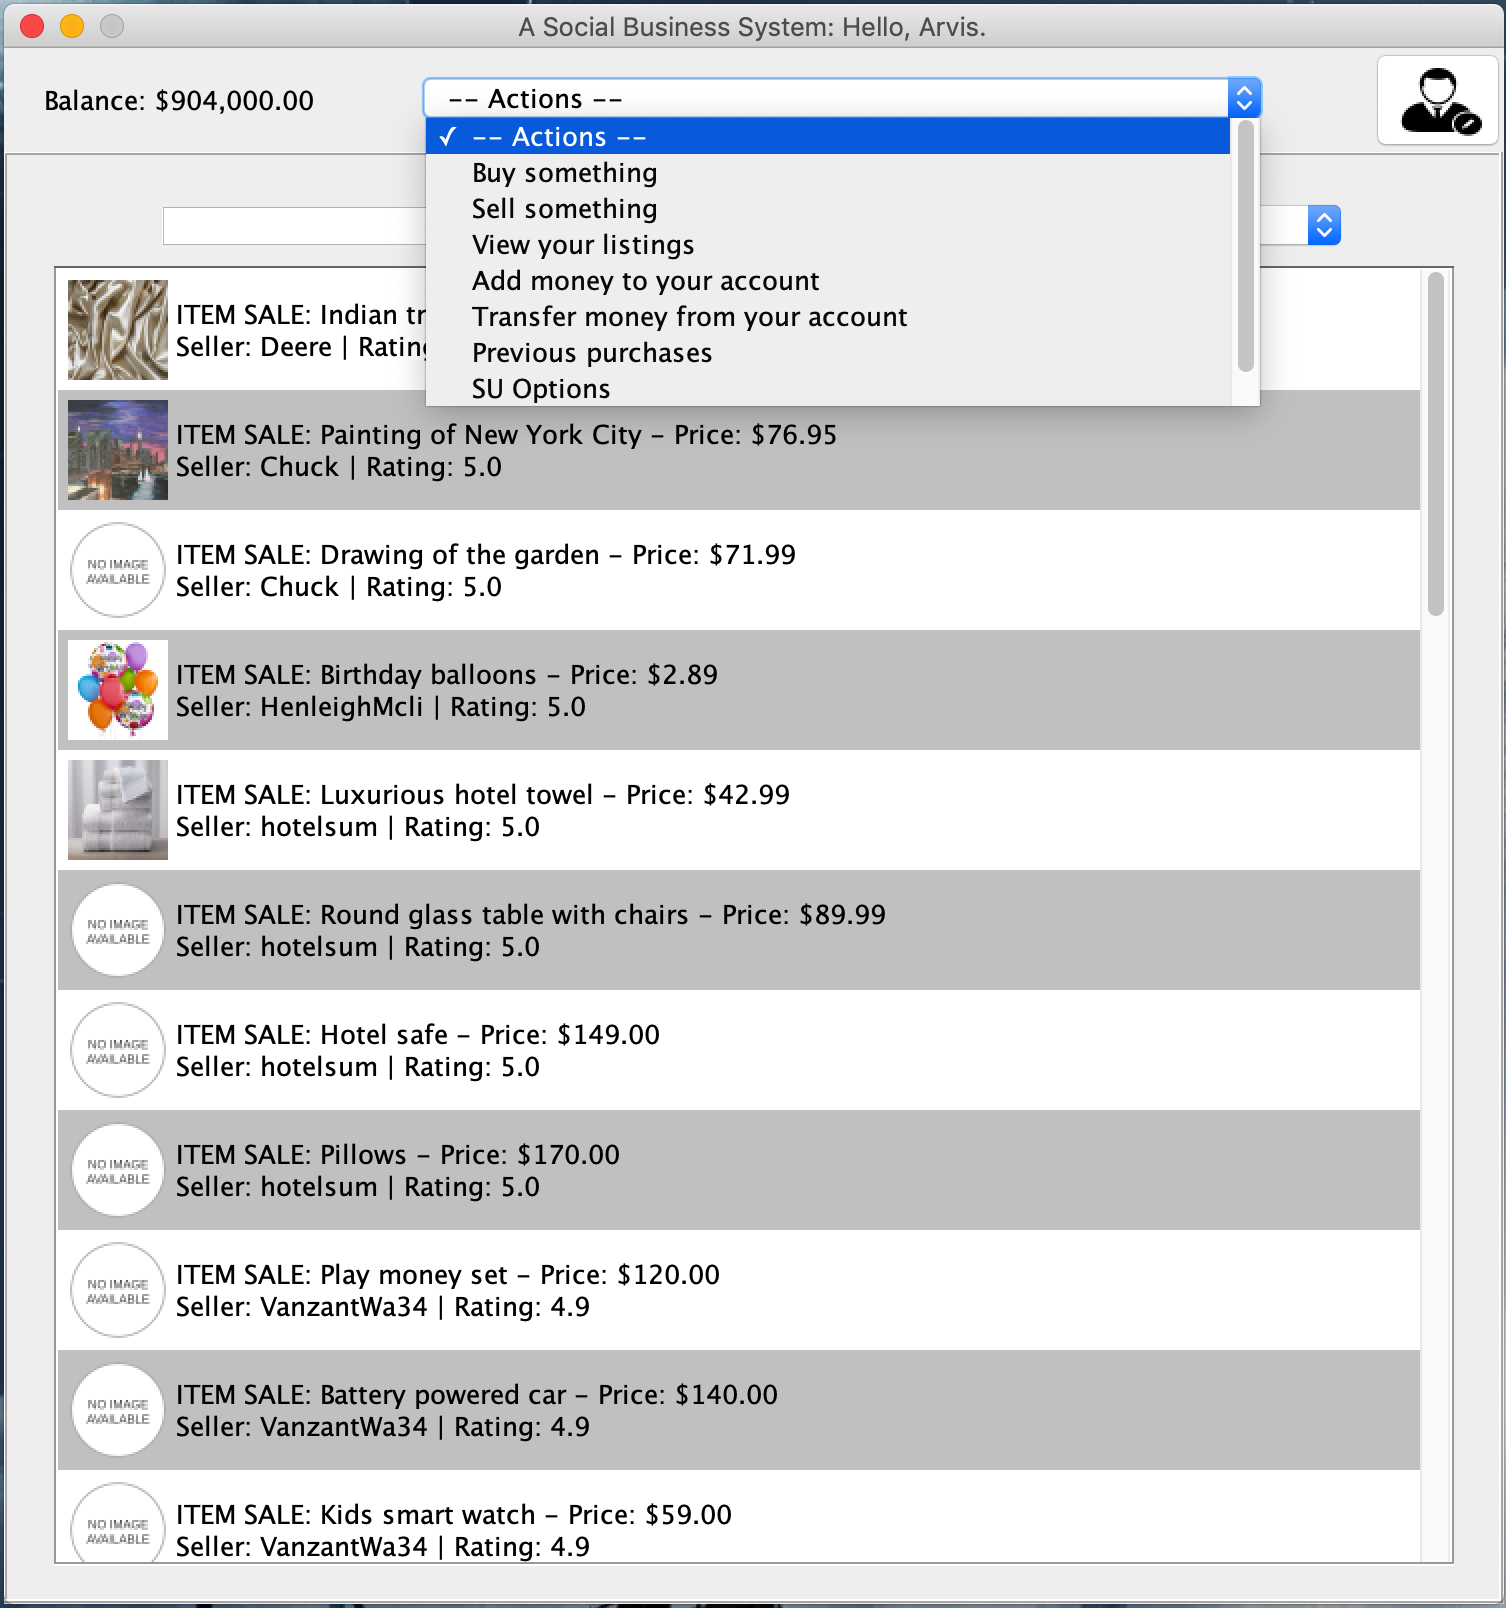 A Social Business System: Hello, Arvis.
Balance: $904,000.00
-- Actions --
✓ -- Actions --
Buy something
Sell something
View your listings
Add money to your account
Transfer money from your account
Previous purchases
SU Options
ITEM SALE: Indian
Seller: Deere |
ITEM SALE: Painting of New York City – Price: $76.95
Seller: Chuck | Rating: 5.0
NO IMAGE
AVAILABLE
ITEM SALE: Drawing of the garden – Price: $71.99
Seller: Chuck | Rating: 5.0
ITEM SALE: Birthday balloons – Price: $2.89
Seller: HenleighMcli | Rating: 5.0
ITEM SALE: Luxurious hotel towel – Price: $42.99
Seller: hotelsum | Rating: 5.0
NO IMAGE
AVAILABLE
ITEM SALE: Round glass table with chairs – Price: $89.99
Seller: hotelsum | Rating: 5.0
NO IMAGE
AVAILABLE
ITEM SALE: Hotel safe – Price: $149.00
Seller: hotelsum | Rating: 5.0
NO IMAGE
AVAILABLE
ITEM SALE: Pillows – Price: $170.00
Seller: hotelsum | Rating: 5.0
NO IMAGE
AVAILABLE
ITEM SALE: Play money set – Price: $120.00
Seller: VanzantWa34 | Rating: 4.9
NO IMAGE
AVAILABLE
ITEM SALE: Battery powered car – Price: $140.00
Seller: VanzantWa34 | Rating: 4.9
NO IMAGE
AVAILABLE
ITEM SALE: Kids smart watch – Price: $59.00
Seller: VanzantWa34 | Rating: 4.9